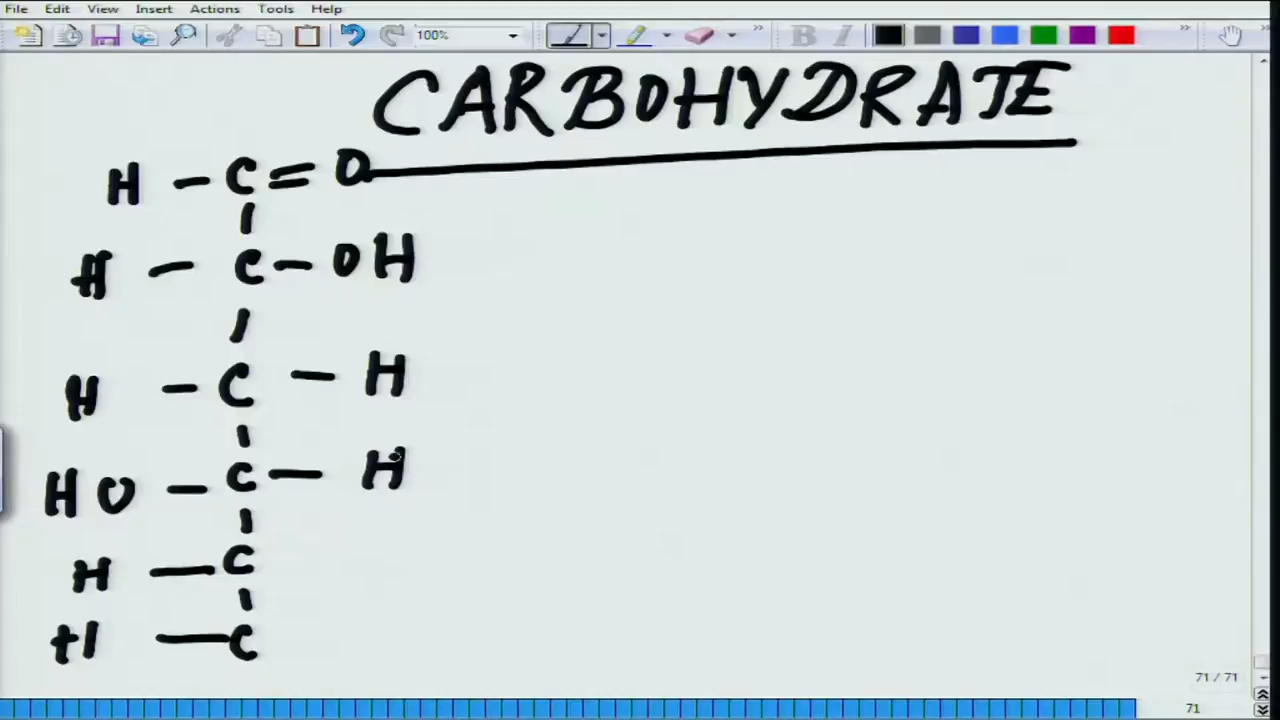 File Edit View Insert Actions Tools Help
100%
CARBOHYDRATE
H - C = O
H - C - OH
H - C - H
HO - C - H
H - C
H - C
71 / 71
71